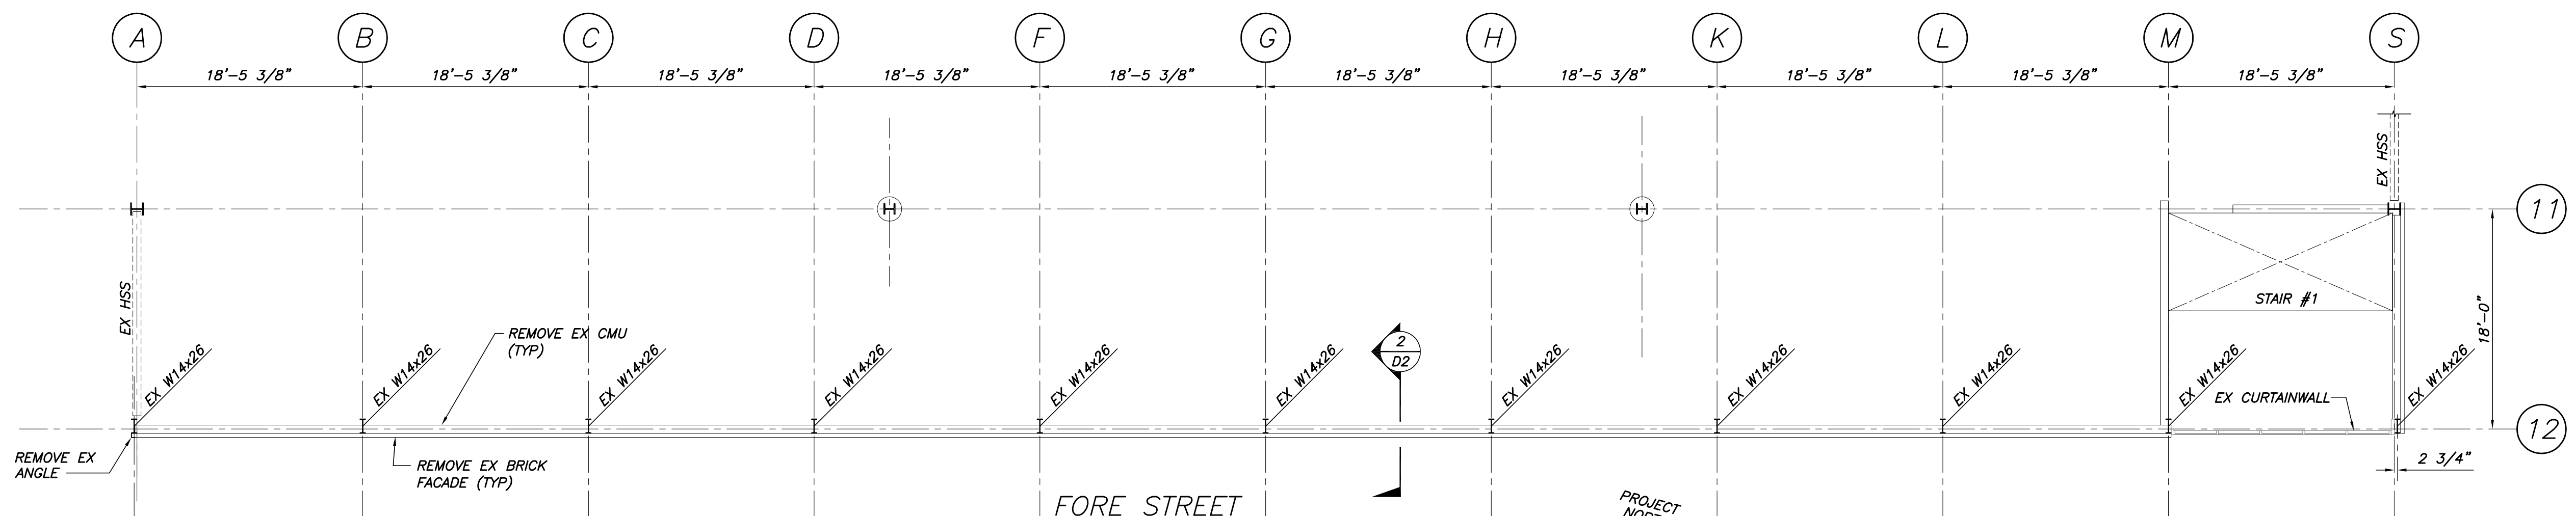 A B C D F G H K L M S
18'-5 3/8" 18'-5 3/8" 18'-5 3/8" 18'-5 3/8" 18'-5 3/8" 18'-5 3/8" 18'-5 3/8" 18'-5 3/8" 18'-5 3/8" 18'-5 3/8"
EX HSS
11
EX HSS
STAIR #1
18'-0"
REMOVE EX CMU
(TYP)
2
D2
EX W14x26 EX W14x26 EX W14x26 EX W14x26 EX W14x26 EX W14x26 EX W14x26 EX W14x26 EX W14x26 EX W14x26 EX W14x26
EX CURTAINWALL
12
REMOVE EX
ANGLE
REMOVE EX BRICK
FACADE (TYP)
2 3/4"
FORE STREET
PROJECT